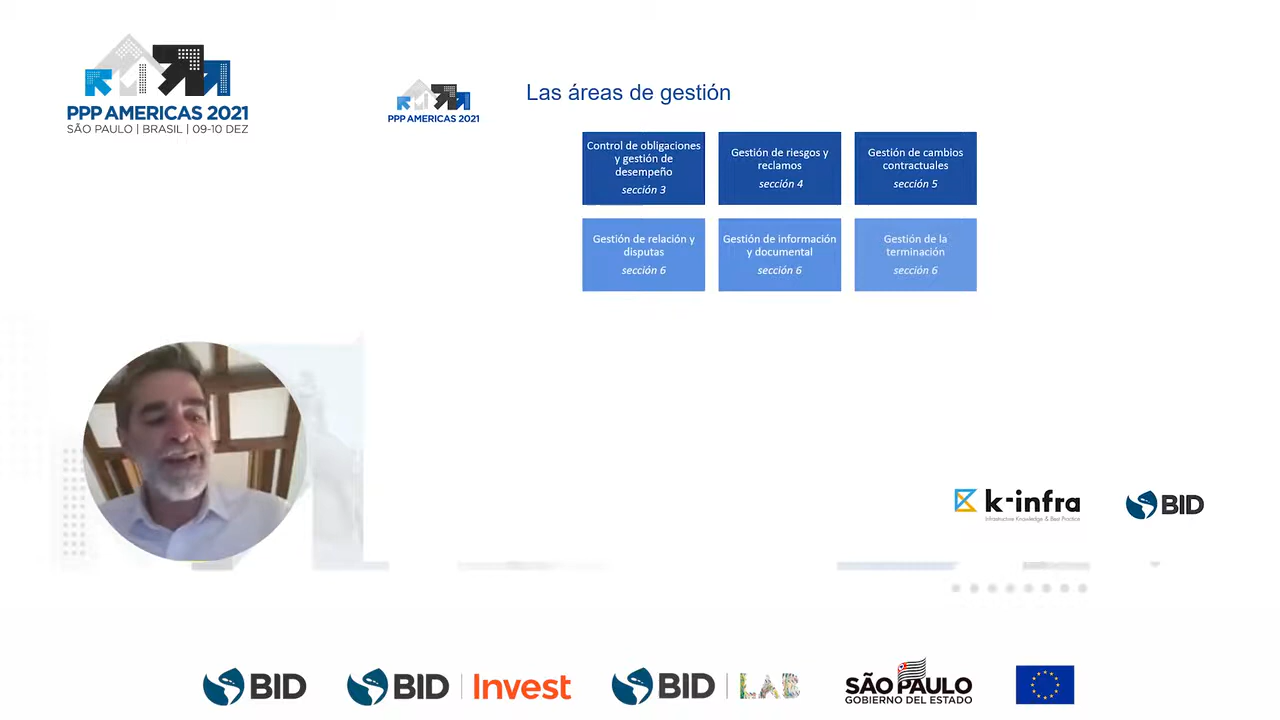 PPP AMERICAS 2021
SÃO PAULO | BRASIL | 09-10 DEZ
PPP AMERICAS 2021
Las áreas de gestión
Control de obligaciones
y gestión de
desempeño
sección 3
Gestión de riesgos y
reclamos
sección 4
Gestión de cambios
contractuales
sección 5
Gestión de relación y
disputas
sección 6
Gestión de información
y documental
sección 6
Gestión de la
terminación
sección 6
k-infra
Infrastructure Knowledge & Best Practice
BID
BID
BID | Invest
BID | LAB
SÃO PAULO
GOVERNO DEL ESTADO